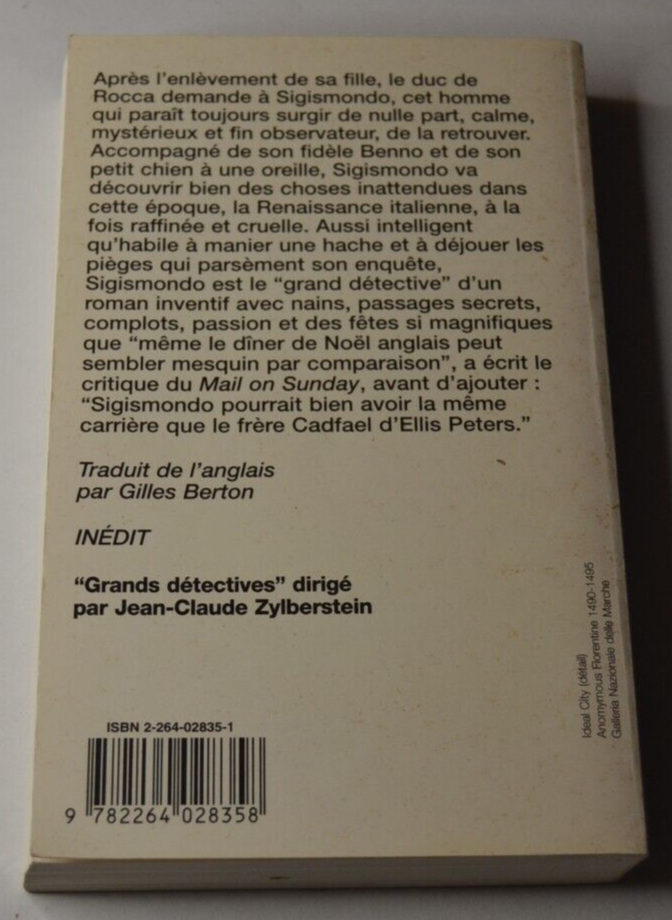 Après l'enlèvement de sa fille, le duc de
Rocca demande à Sigismondo, cet homme
qui paraît toujours surgir de nulle part, calme,
mystérieux et fin observateur, de la retrouver.
Accompagné de son fidèle Benno et de son
petit chien à une oreille, Sigismondo va
découvrir bien des choses inattendues dans
cette époque, la Renaissance italienne, à la
fois raffinée et cruelle. Aussi intelligent
qu'habile à manier une hache et à déjouer les
pièges qui parsèment son enquête,
Sigismondo est le “grand détective” d'un
roman inventif avec nains, passages secrets,
complots, passion et des fêtes si magnifiques
que “même le dîner de Noël anglais peut
sembler mesquin par comparaison”, a écrit le
critique du Mail on Sunday, avant d'ajouter :
“Sigismondo pourrait bien avoir la même
carrière que le frère Cadfael d'Ellis Peters.”
Traduit de l'anglais
par Gilles Berton
INÉDIT
“Grands détectives” dirigé
par Jean-Claude Zylberstein
Ideal City (détail)
Anonymous Florentine 1490-1495
Galleria Nazionale delle Marche
ISBN 2-264-02835-1
9 782264 028358